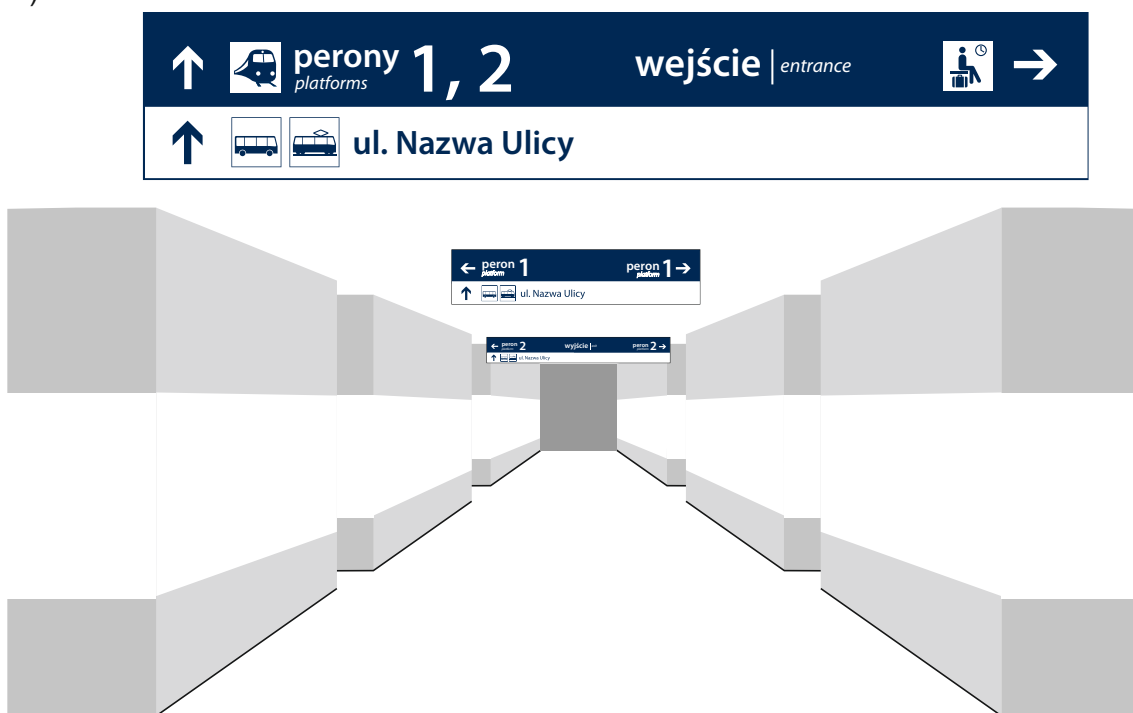 )
perony 1, 2 wejście | entrance
platforms
ul. Nazwa Ulicy
peron 1 peron 1
platform platform
ul. Nazwa Ulicy
peron 2 wyjście peron 2
ul. Nazwa Ulicy